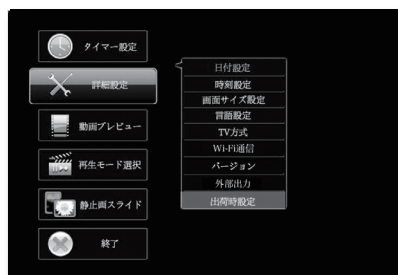 タイマー設定
詳細設定
動画プレビュー
再生モード選択
静止画スライド
終了
日付設定
時刻設定
画面サイズ設定
言語設定
TV方式
Wi-Fi通信
バージョン
外部出力
出荷時設定